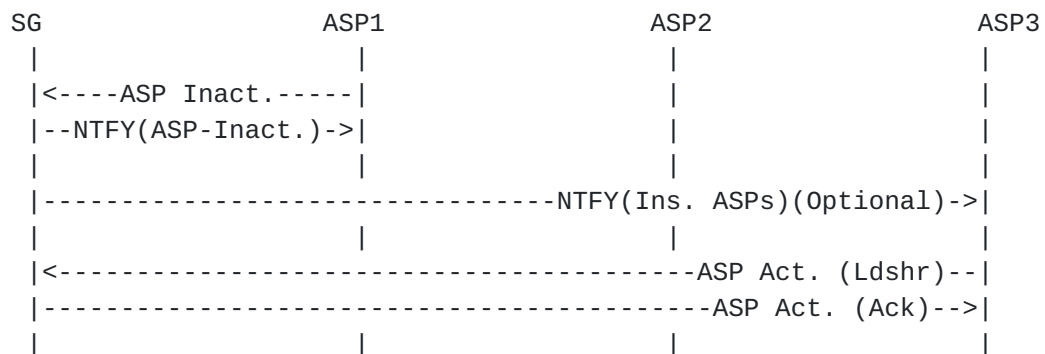 SG                  ASP1                ASP2                ASP3
 |                   |                   |                   |
 |<----ASP Inact.-----|                   |                   |
 |--NTFY(ASP-Inact.)->|                   |                   |
 |                   |                   |                   |
 |---------------------------------NTFY(Ins. ASPs)(Optional)->|
 |                   |                   |                   |
 |<------------------------------------------ASP Act. (Ldshr)--|
 |-------------------------------------------ASP Act. (Ack)-->|
 |                   |                   |                   |